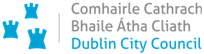 Comhairle Cathrach
Bhaile Átha Cliath
Dublin City Council